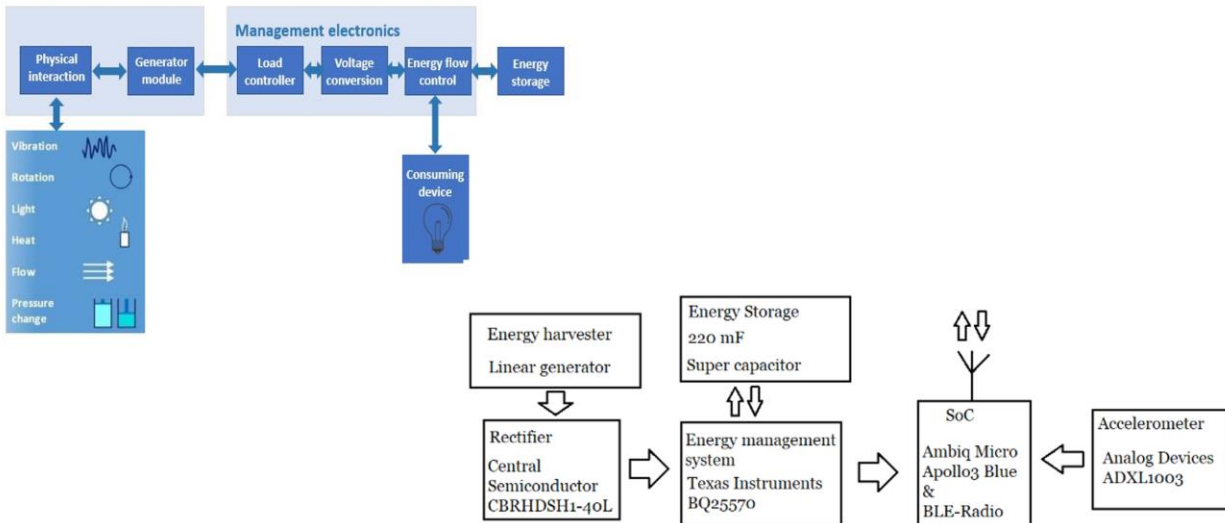 Management electronics
Physical
interaction
Generator
module
Load
controller
Voltage
conversion
Energy flow
control
Energy
storage
Vibration
Rotation
Light
Heat
Flow
Pressure
change
Consuming
device
Energy harvester
Linear generator
Energy Storage
220 mF
Super capacitor
Rectifier
Central
Semiconductor
CBRHDSH1-40L
Energy management
system
Texas Instruments
BQ25570
SoC
Ambiq Micro
Apollo3 Blue
&
BLE-Radio
Accelerometer
Analog Devices
ADXL1003